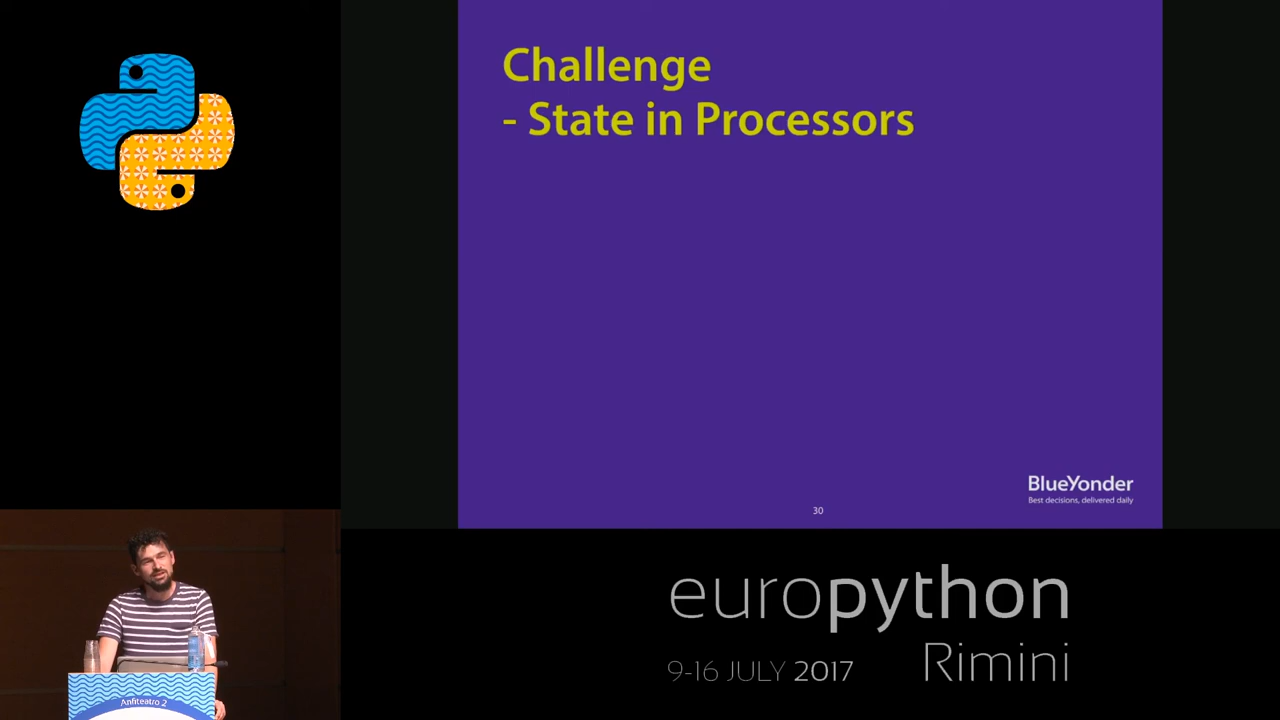 Challenge
- State in Processors
BlueYonder
Best decisions, delivered daily
30
europython
9-16 JULY 2017
Rimini
Anfiteatro 2